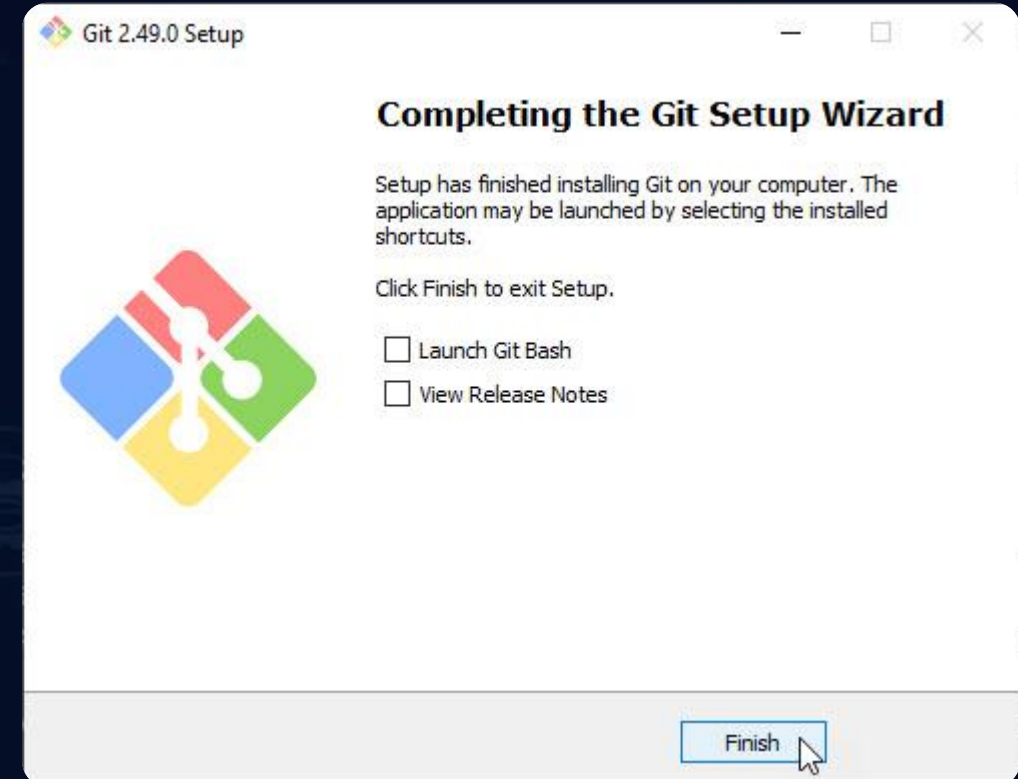 Git 2.49.0 Setup
Completing the Git Setup Wizard
Setup has finished installing Git on your computer. The
application may be launched by selecting the installed
shortcuts.
Click Finish to exit Setup.
Launch Git Bash
View Release Notes
Finish